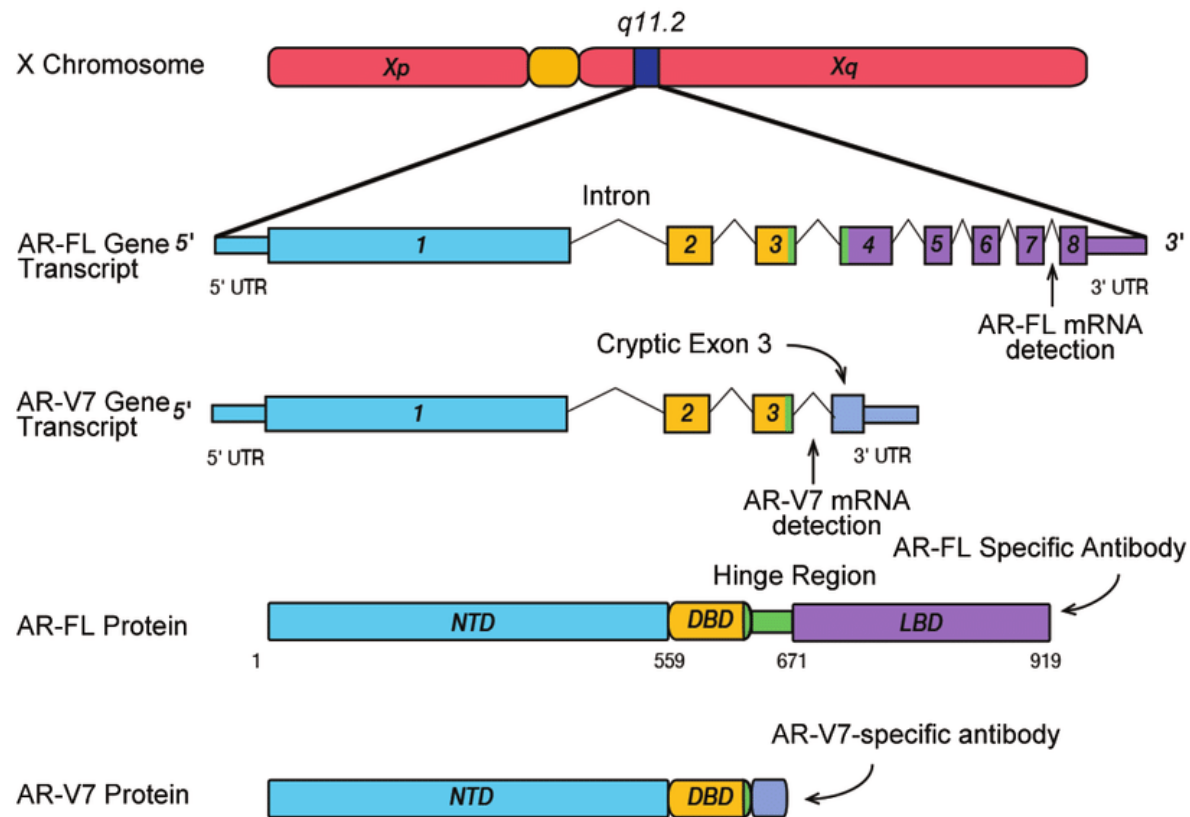 q11.2
X Chromosome
Xp
Xq
Intron
AR-FL Gene 5'
Transcript
1
2
3
4
5
6
7
8
3'
5' UTR
3' UTR
AR-FL mRNA
detection
Cryptic Exon 3
AR-V7 Gene 5'
Transcript
1
2
3
5' UTR
3' UTR
AR-V7 mRNA
detection
AR-FL Specific Antibody
Hinge Region
AR-FL Protein
NTD
DBD
LBD
1
559
671
919
AR-V7-specific antibody
AR-V7 Protein
NTD
DBD